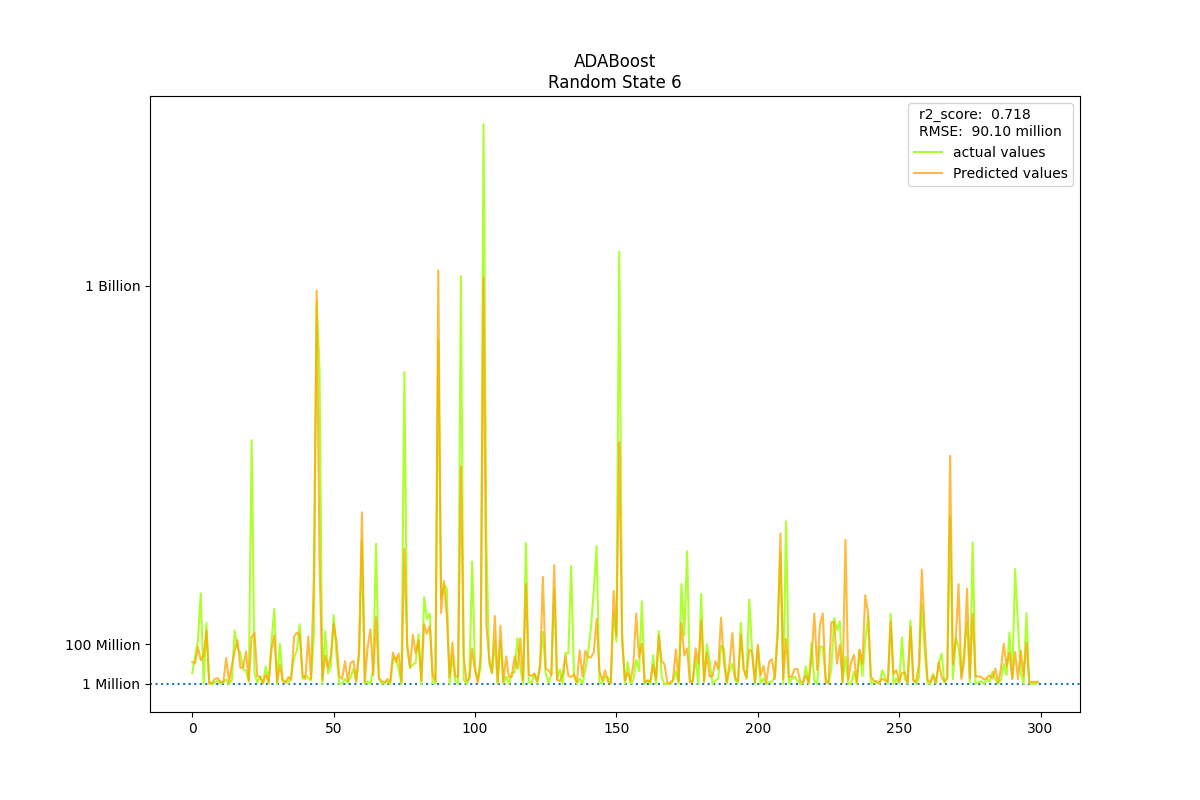 ADABoost
Random State 6
r2_score:  0.718
RMSE:  90.10 million
actual values
Predicted values
1 Billion
100 Million
1 Million
0
50
100
150
200
250
300